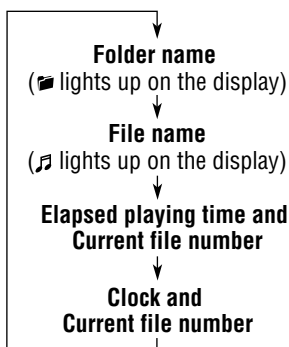 Folder name
( lights up on the display)
File name
( lights up on the display)
Elapsed playing time and
Current file number
Clock and
Current file number